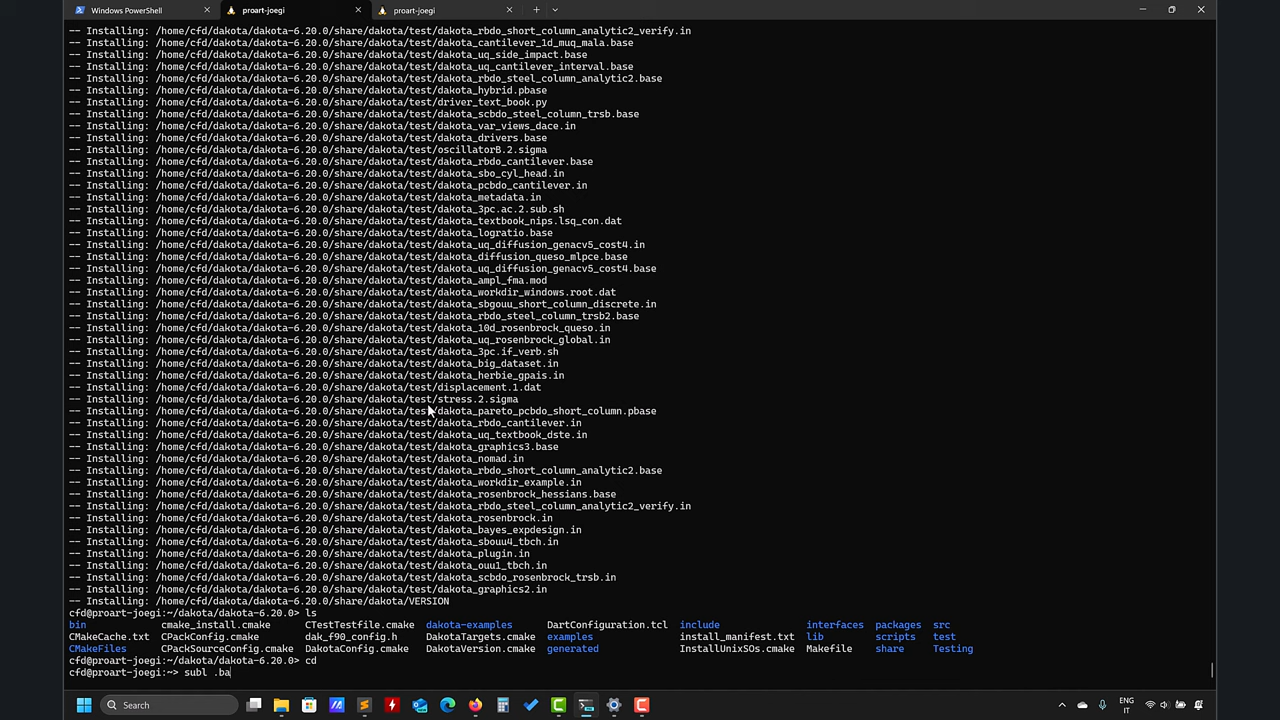 Windows PowerShell
proart-joegi
proart-joegi
-- Installing: /home/cfd/dakota/dakota-6.20.0/share/dakota/test/dakota_rbdo_short_column_analytic2_verify.in
-- Installing: /home/cfd/dakota/dakota-6.20.0/share/dakota/test/dakota_cantilever_1d_muq_mala.base
-- Installing: /home/cfd/dakota/dakota-6.20.0/share/dakota/test/dakota_uq_side_impact.base
-- Installing: /home/cfd/dakota/dakota-6.20.0/share/dakota/test/dakota_uq_cantilever_interval.base
-- Installing: /home/cfd/dakota/dakota-6.20.0/share/dakota/test/dakota_rbdo_steel_column_analytic2.base
-- Installing: /home/cfd/dakota/dakota-6.20.0/share/dakota/test/dakota_hybrid.pbase
-- Installing: /home/cfd/dakota/dakota-6.20.0/share/dakota/test/driver_text_book.py
-- Installing: /home/cfd/dakota/dakota-6.20.0/share/dakota/test/dakota_scbdo_steel_column_trsb.base
-- Installing: /home/cfd/dakota/dakota-6.20.0/share/dakota/test/dakota_var_views_dace.in
-- Installing: /home/cfd/dakota/dakota-6.20.0/share/dakota/test/dakota_drivers.base
-- Installing: /home/cfd/dakota/dakota-6.20.0/share/dakota/test/oscillatorB.2.sigma
-- Installing: /home/cfd/dakota/dakota-6.20.0/share/dakota/test/dakota_rbdo_cantilever.base
-- Installing: /home/cfd/dakota/dakota-6.20.0/share/dakota/test/dakota_sbo_cyl_head.in
-- Installing: /home/cfd/dakota/dakota-6.20.0/share/dakota/test/dakota_pcbdo_cantilever.in
-- Installing: /home/cfd/dakota/dakota-6.20.0/share/dakota/test/dakota_metadata.in
-- Installing: /home/cfd/dakota/dakota-6.20.0/share/dakota/test/dakota_3pc.ac.2.sub.sh
-- Installing: /home/cfd/dakota/dakota-6.20.0/share/dakota/test/dakota_textbook_nips.lsq_con.dat
-- Installing: /home/cfd/dakota/dakota-6.20.0/share/dakota/test/dakota_logratio.base
-- Installing: /home/cfd/dakota/dakota-6.20.0/share/dakota/test/dakota_uq_diffusion_genacv5_cost4.in
-- Installing: /home/cfd/dakota/dakota-6.20.0/share/dakota/test/dakota_diffusion_queso_mlpce.base
-- Installing: /home/cfd/dakota/dakota-6.20.0/share/dakota/test/dakota_uq_diffusion_genacv5_cost4.base
-- Installing: /home/cfd/dakota/dakota-6.20.0/share/dakota/test/dakota_ampl_fma.mod
-- Installing: /home/cfd/dakota/dakota-6.20.0/share/dakota/test/dakota_workdir_windows.root.dat
-- Installing: /home/cfd/dakota/dakota-6.20.0/share/dakota/test/dakota_sbgouu_short_column_discrete.in
-- Installing: /home/cfd/dakota/dakota-6.20.0/share/dakota/test/dakota_rbdo_steel_column_trsb2.base
-- Installing: /home/cfd/dakota/dakota-6.20.0/share/dakota/test/dakota_10d_rosenbrock_queso.in
-- Installing: /home/cfd/dakota/dakota-6.20.0/share/dakota/test/dakota_uq_rosenbrock_global.in
-- Installing: /home/cfd/dakota/dakota-6.20.0/share/dakota/test/dakota_3pc.if_verb.sh
-- Installing: /home/cfd/dakota/dakota-6.20.0/share/dakota/test/dakota_big_dataset.in
-- Installing: /home/cfd/dakota/dakota-6.20.0/share/dakota/test/dakota_herbie_gpais.in
-- Installing: /home/cfd/dakota/dakota-6.20.0/share/dakota/test/displacement.1.dat
-- Installing: /home/cfd/dakota/dakota-6.20.0/share/dakota/test/stress.2.sigma
-- Installing: /home/cfd/dakota/dakota-6.20.0/share/dakota/test/dakota_pareto_pcbdo_short_column.pbase
-- Installing: /home/cfd/dakota/dakota-6.20.0/share/dakota/test/dakota_rbdo_cantilever.in
-- Installing: /home/cfd/dakota/dakota-6.20.0/share/dakota/test/dakota_uq_textbook_dste.in
-- Installing: /home/cfd/dakota/dakota-6.20.0/share/dakota/test/dakota_graphics3.base
-- Installing: /home/cfd/dakota/dakota-6.20.0/share/dakota/test/dakota_nomad.in
-- Installing: /home/cfd/dakota/dakota-6.20.0/share/dakota/test/dakota_rbdo_short_column_analytic2.base
-- Installing: /home/cfd/dakota/dakota-6.20.0/share/dakota/test/dakota_workdir_example.in
-- Installing: /home/cfd/dakota/dakota-6.20.0/share/dakota/test/dakota_rosenbrock_hessians.base
-- Installing: /home/cfd/dakota/dakota-6.20.0/share/dakota/test/dakota_rbdo_steel_column_analytic2_verify.in
-- Installing: /home/cfd/dakota/dakota-6.20.0/share/dakota/test/dakota_rosenbrock.in
-- Installing: /home/cfd/dakota/dakota-6.20.0/share/dakota/test/dakota_bayes_expdesign.in
-- Installing: /home/cfd/dakota/dakota-6.20.0/share/dakota/test/dakota_sbouu4_tbch.in
-- Installing: /home/cfd/dakota/dakota-6.20.0/share/dakota/test/dakota_plugin.in
-- Installing: /home/cfd/dakota/dakota-6.20.0/share/dakota/test/dakota_ouu1_tbch.in
-- Installing: /home/cfd/dakota/dakota-6.20.0/share/dakota/test/dakota_scbdo_rosenbrock_trsb.in
-- Installing: /home/cfd/dakota/dakota-6.20.0/share/dakota/test/dakota_graphics2.in
-- Installing: /home/cfd/dakota/dakota-6.20.0/share/dakota/VERSION
cfd@proart-joegi:~/dakota/dakota-6.20.0> ls
bin cmake_install.cmake CTestTestfile.cmake dakota-examples DartConfiguration.tcl include interfaces packages src
CMakeCache.txt CPackConfig.cmake dak_f90_config.h DakotaTargets.cmake examples install_manifest.txt lib scripts test
CMakeFiles CPackSourceConfig.cmake DakotaConfig.cmake DakotaVersion.cmake generated InstallUnixSOs.cmake Makefile share Testing
cfd@proart-joegi:~/dakota/dakota-6.20.0> cd
cfd@proart-joegi:~> subl .ba
Search
ENG
IT